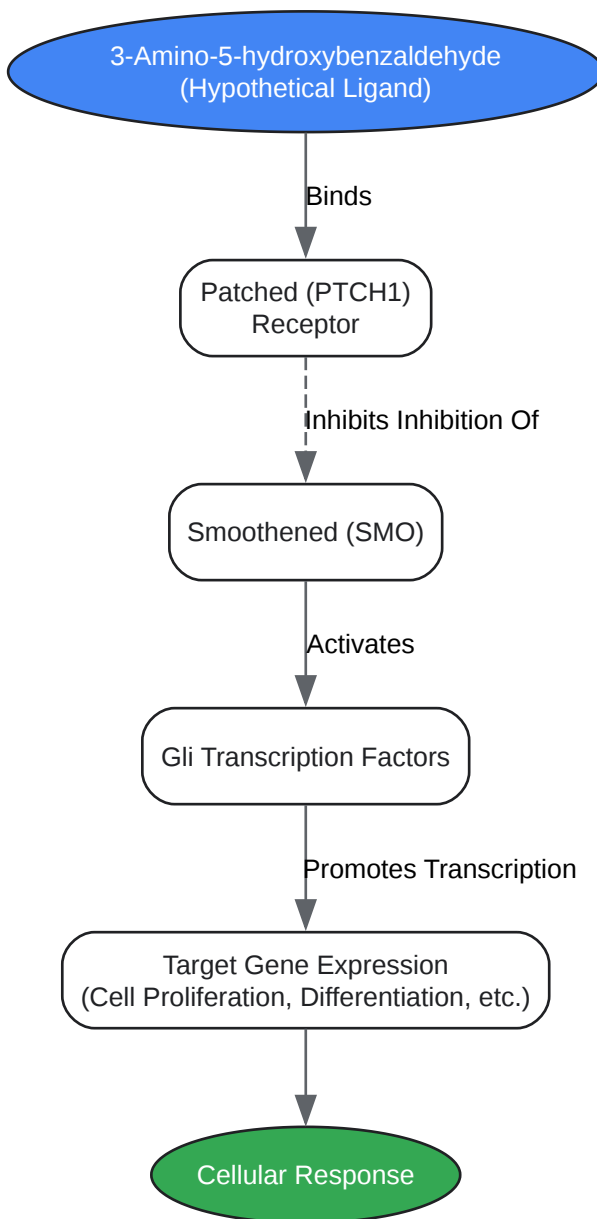 3-Amino-5-hydroxybenzaldehyde
(Hypothetical Ligand)
Binds
Patched (PTCH1)
Receptor
Inhibits Inhibition Of
Smoothened (SMO)
Activates
Gli Transcription Factors
Promotes Transcription
Target Gene Expression
(Cell Proliferation, Differentiation, etc.)
Cellular Response